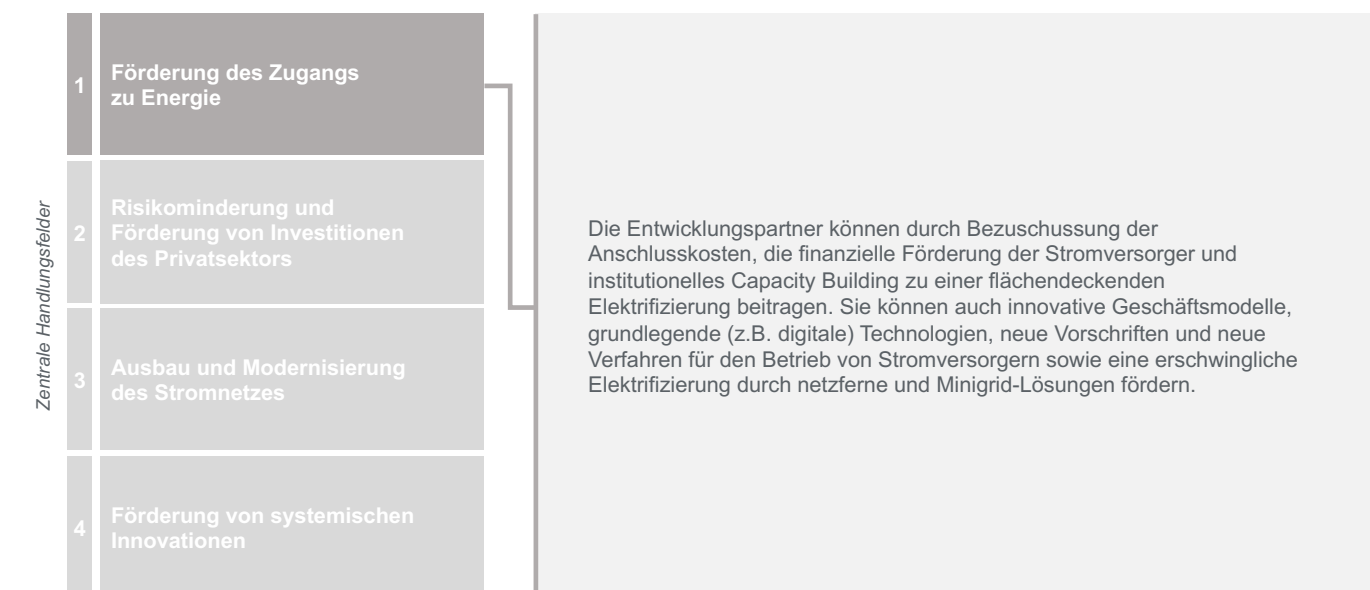 Zentrale Handlungsfelder
1
Förderung des Zugangs
zu Energie
2
Risikominderung und
Förderung von Investitionen
des Privatsektors
3
Ausbau und Modernisierung
des Stromnetzes
4
Förderung von systemischen
Innovationen
Die Entwicklungspartner können durch Bezuschussung der
Anschlusskosten, die finanzielle Förderung der Stromversorger und
institutionelles Capacity Building zu einer flächendeckenden
Elektrifizierung beitragen. Sie können auch innovative Geschäftsmodelle,
grundlegende (z.B. digitale) Technologien, neue Vorschriften und neue
Verfahren für den Betrieb von Stromversorgern sowie eine erschwingliche
Elektrifizierung durch netzferne und Minigrid-Lösungen fördern.